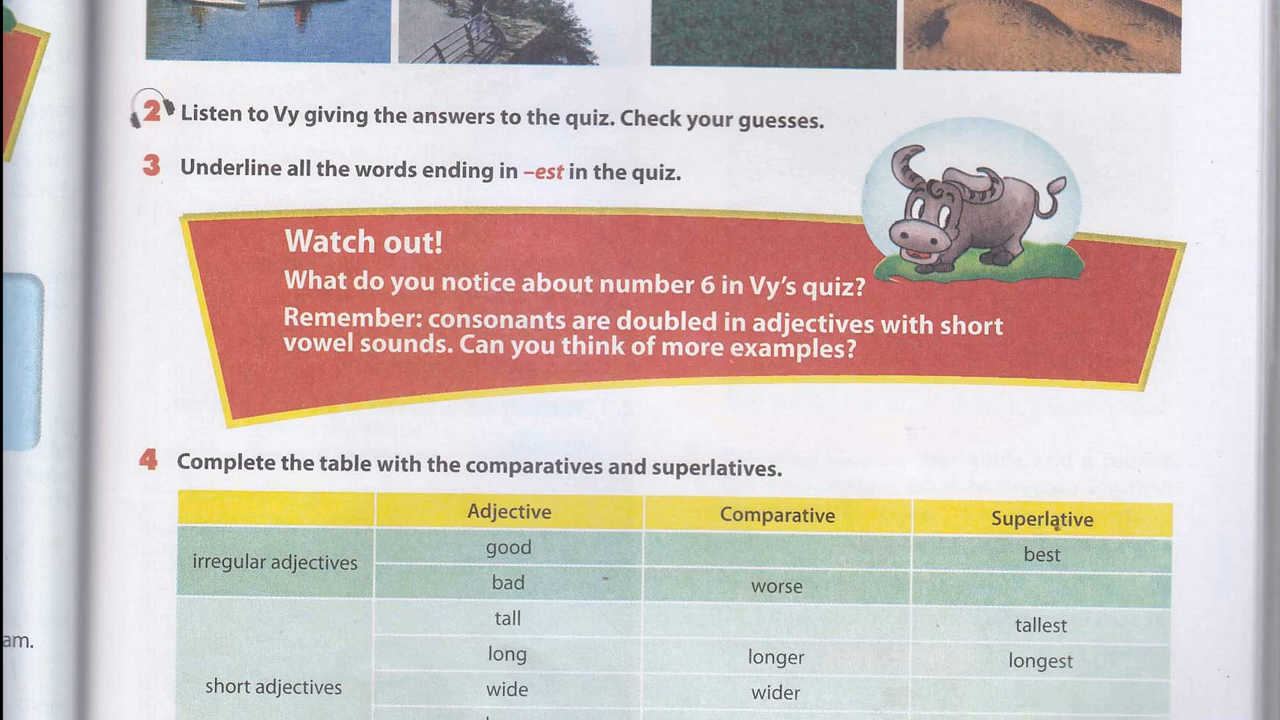 2 Listen to Vy giving the answers to the quiz. Check your guesses.
3 Underline all the words ending in –est in the quiz.
Watch out!
What do you notice about number 6 in Vy's quiz?
Remember: consonants are doubled in adjectives with short
vowel sounds. Can you think of more examples?
4 Complete the table with the comparatives and superlatives.
Adjective Comparative Superlative
irregular adjectives
good best
bad worse
tall tallest
long longer longest
short adjectives
wide wider
am.